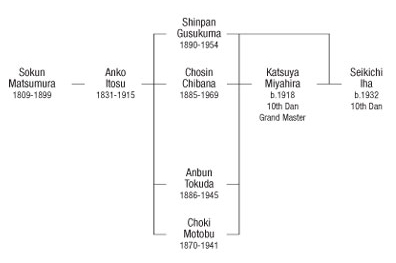 Shinpan
Gusukuma
1890-1954
Sokun
Matsumura
1809-1899
Anko
Itosu
1831-1915
Chosin
Chibana
1885-1969
Katsuya
Miyahira
b.1918
10th Dan
Grand Master
Seikichi
Iha
b.1932
10th Dan
Anbun
Tokuda
1886-1945
Choki
Motobu
1870-1941